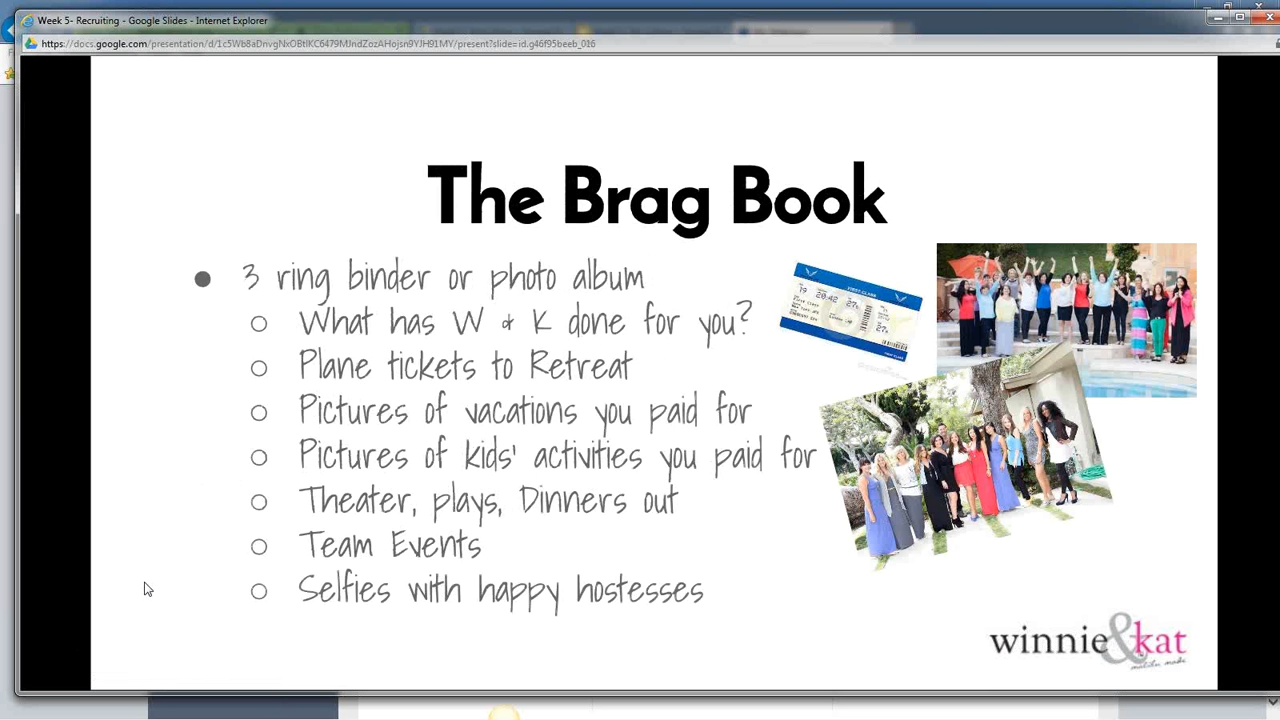 Week 5- Recruiting - Google Slides - Internet Explorer
The Brag Book
3 ring binder or photo album
What has W & K done for you?
Plane tickets to Retreat
Pictures of vacations you paid for
Pictures of kids' activities you paid for
Theater, plays, Dinners out
Team Events
Selfies with happy hostesses
FIRST CLASS
winnie&kat